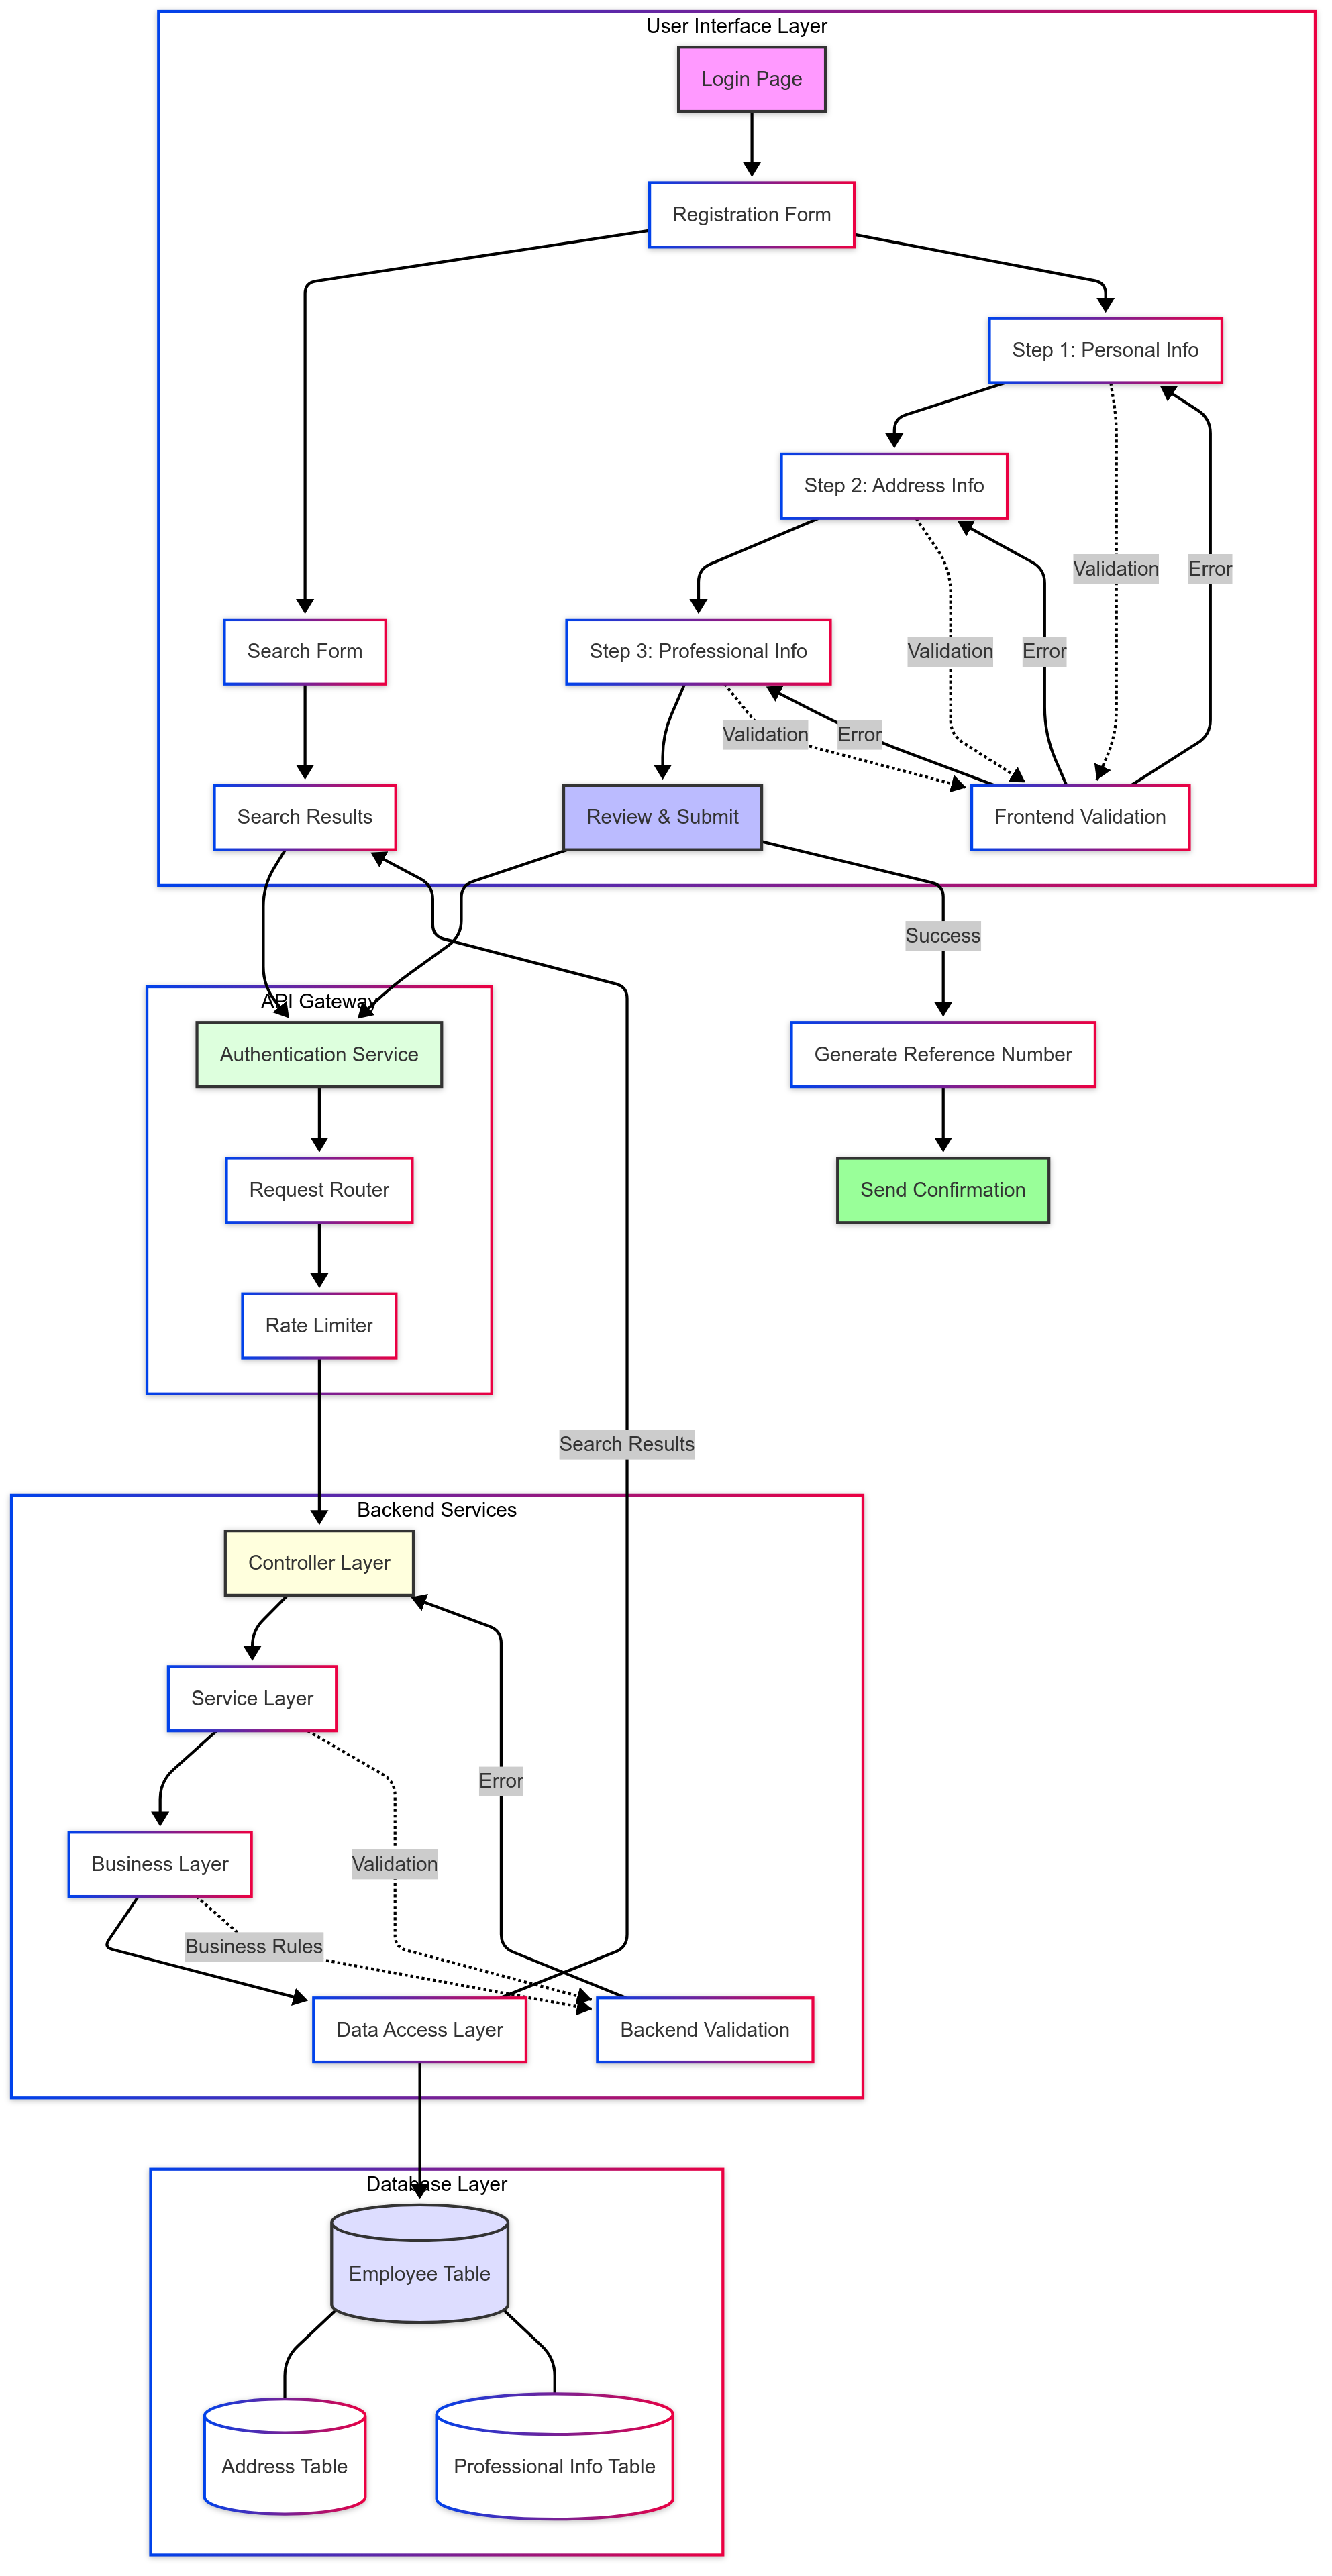 User Interface Layer
Login Page
Registration Form
Step 1: Personal Info
Step 2: Address Info
Validation
Error
Search Form
Step 3: Professional Info
Validation
Error
Validation
Error
Search Results
Review & Submit
Frontend Validation
Success
API Gateway
Authentication Service
Generate Reference Number
Request Router
Send Confirmation
Rate Limiter
Search Results
Backend Services
Controller Layer
Service Layer
Error
Business Layer
Validation
Business Rules
Data Access Layer
Backend Validation
Database Layer
Employee Table
Address Table
Professional Info Table